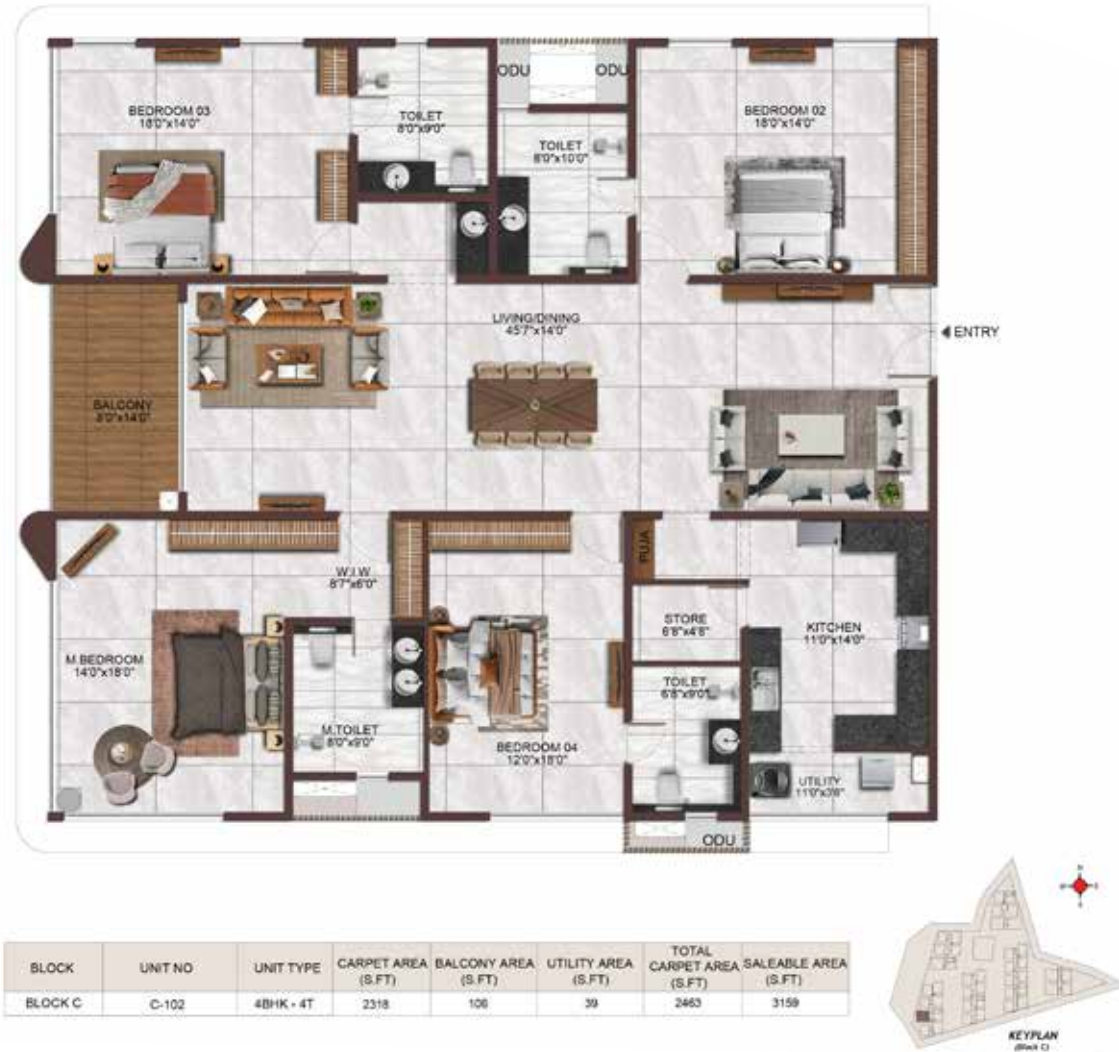 BEDROOM 03
18'0"x14'0"
TOILET
8'0"x9'0"
ODU
ODU
TOILET
8'0"x10'0"
BEDROOM 02
18'0"x14'0"
LIVING/DINING
45'7"x14'0"
ENTRY
BALCONY
8'0"x14'0"
W.I.W
8'7"x6'0"
PUJA
M.BEDROOM
14'0"x18'0"
STORE
6'8"x4'8"
KITCHEN
11'0"x14'0"
TOILET
6'8"x9'0"
M.TOILET
8'0"x9'0"
BEDROOM 04
12'0"x18'0"
UTILITY
11'0"x3'6"
ODU
BLOCK UNIT NO UNIT TYPE CARPET AREA (S.FT) BALCONY AREA (S.FT) UTILITY AREA (S.FT) TOTAL CARPET AREA (S.FT) SALEABLE AREA (S.FT)
BLOCK C C-102 4BHK - 4T 2318 106 39 2463 3159
KEYPLAN
(Block C)